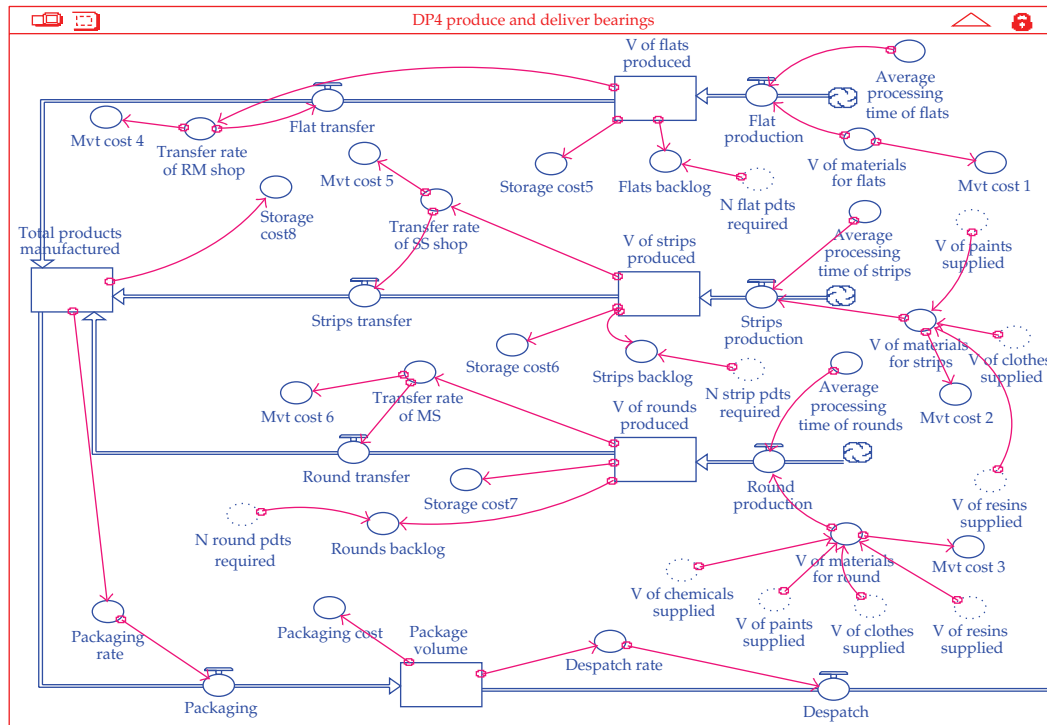 DP4 produce and deliver bearings
V of flats
produced
Average
processing
time of flats
Flat
production
Flat transfer
Mvt cost 4
Transfer rate
of RM shop
Mvt cost 5
Storage cost5
Flats backlog
V of materials
for flats
Mvt cost 1
N flat pdts
required
Storage
cost8
Transfer rate
of SS shop
Total products
manufactured
V of strips
produced
Average
processing
time of strips
V of paints
supplied
Strips transfer
Strips
production
V of materials
for strips
V of clothes
supplied
Storage cost6
Strips backlog
N strip pdts
required
Mvt cost 2
Mvt cost 6
Transfer rate
of MS
V of rounds
produced
Average
processing
time of rounds
Round transfer
Round
production
Storage cost7
V of resins
supplied
N round pdts
required
Rounds backlog
V of materials
for round
Mvt cost 3
V of chemicals
supplied
V of paints
supplied
V of clothes
supplied
V of resins
supplied
Packaging
rate
Packaging cost
Package
volume
Despatch rate
Packaging
Despatch